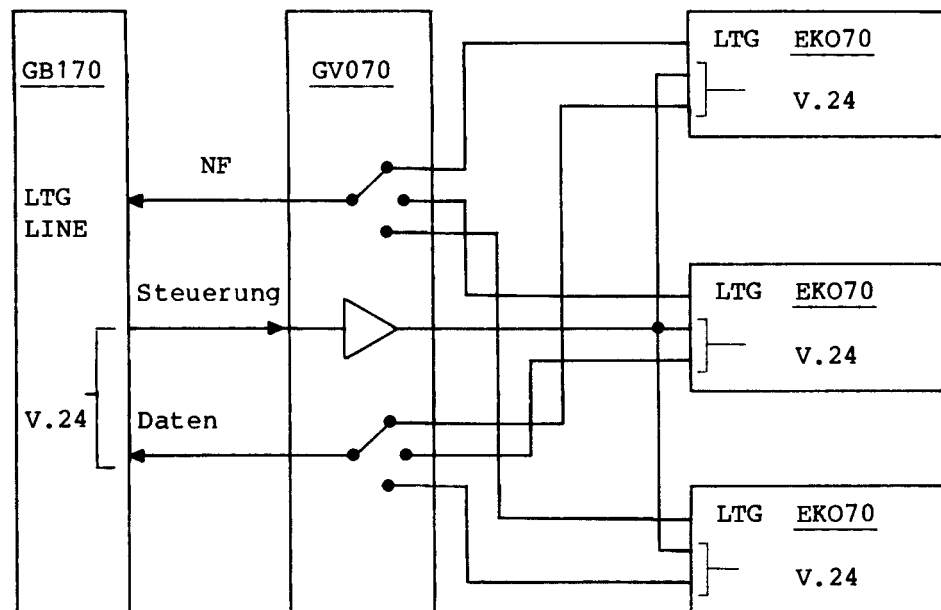 GB170
LTG
LINE
V.24
NF
Steuerung
Daten
GV070
LTG EKO70
V.24
LTG EKO70
V.24
LTG EKO70
V.24